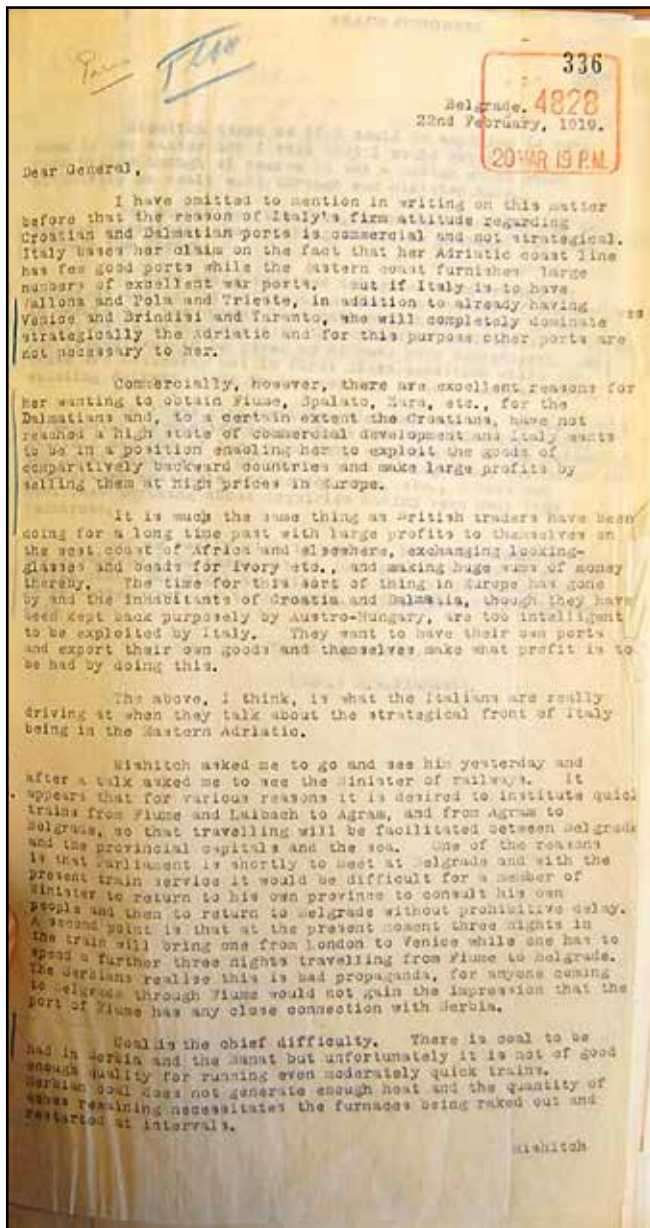 336
Belgrade. 4828
22nd February, 1919.
20 MAR 19 P.M.
Dear General,
I have omitted to mention in writing on this matter
before that the reason of Italy's firm attitude regarding
Croatian and Dalmatian ports is commercial and not strategical.
Italy bases her claim on the fact that her Adriatic coast line
has few good ports while the Eastern coast furnishes large
numbers of excellent war ports. But if Italy is to have
Vallona and Pola and Trieste, in addition to already having
Venice and Brindisi and Taranto, she will completely dominate
strategically the Adriatic and for this purpose other ports are
not necessary to her.
Commercially, however, there are excellent reasons for
her wanting to obtain Fiume, Spalato, Zara, etc., for the
Dalmatians and, to a certain extent the Croatians, have not
reached a high state of commercial development and Italy wants
to be in a position enabling her to exploit the goods of
comparatively backward countries and make large profits by
selling them at high prices in Europe.
It is much the same thing as British traders have been
doing for a long time past with large profits to themselves on
the west coast of Africa and elsewhere, exchanging looking-
glasses and beads for ivory etc., and making huge sums of money
thereby. The time for this sort of thing in Europe has gone
by and the inhabitants of Croatia and Dalmatia, though they have
been kept back purposely by Austro-Hungary, are too intelligent
to be exploited by Italy. They want to have their own ports
and export their own goods and themselves make what profit is to
be had by doing this.
The above, I think, is what the Italians are really
driving at when they talk about the strategical front of Italy
being in the Eastern Adriatic.
Mishitch asked me to go and see him yesterday and
after a talk asked me to see the Minister of railways. It
appears that for various reasons it is desired to institute quick
trains from Fiume and Laibach to Agram, and from Agram to
Belgrade, so that travelling will be facilitated between Belgrade
and the provincial capitals and the sea. One of the reasons
is that Parliament is shortly to meet at Belgrade and with the
present train service it would be difficult for a member of
Minister to return to his own province to consult his own
people and then to return to Belgrade without prohibitive delay.
A second point is that at the present moment three nights in
the train will bring one from London to Venice while one has to
spend a further three nights travelling from Fiume to Belgrade.
The Serbians realise this is bad propaganda, for anyone coming
to Belgrade through Fiume would not gain the impression that the
port of Fiume has any close connection with Serbia.
Coal is the chief difficulty. There is coal to be
had in Serbia and the Banat but unfortunately it is not of good
enough quality for running even moderately quick trains.
Serbian coal does not generate enough heat and the quantity of
ashes remaining necessitates the furnaces being raked out and
restarted at intervals.
Mishitch